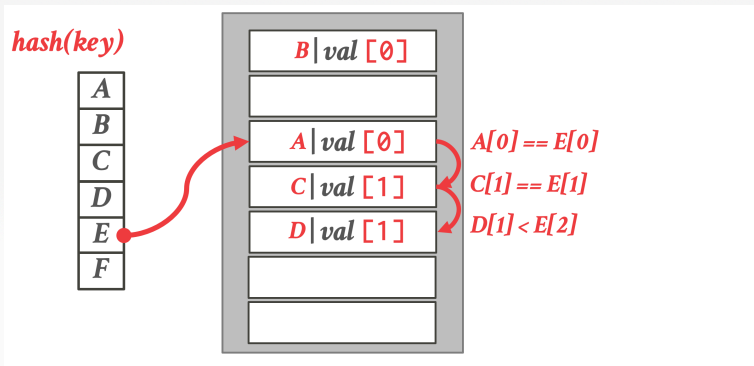 hash(key)
A
B
C
D
E
F
B|val [0]
A|val [0]
C|val [1]
D|val [1]
A[0] == E[0]
C[1] == E[1]
D[1] < E[2]